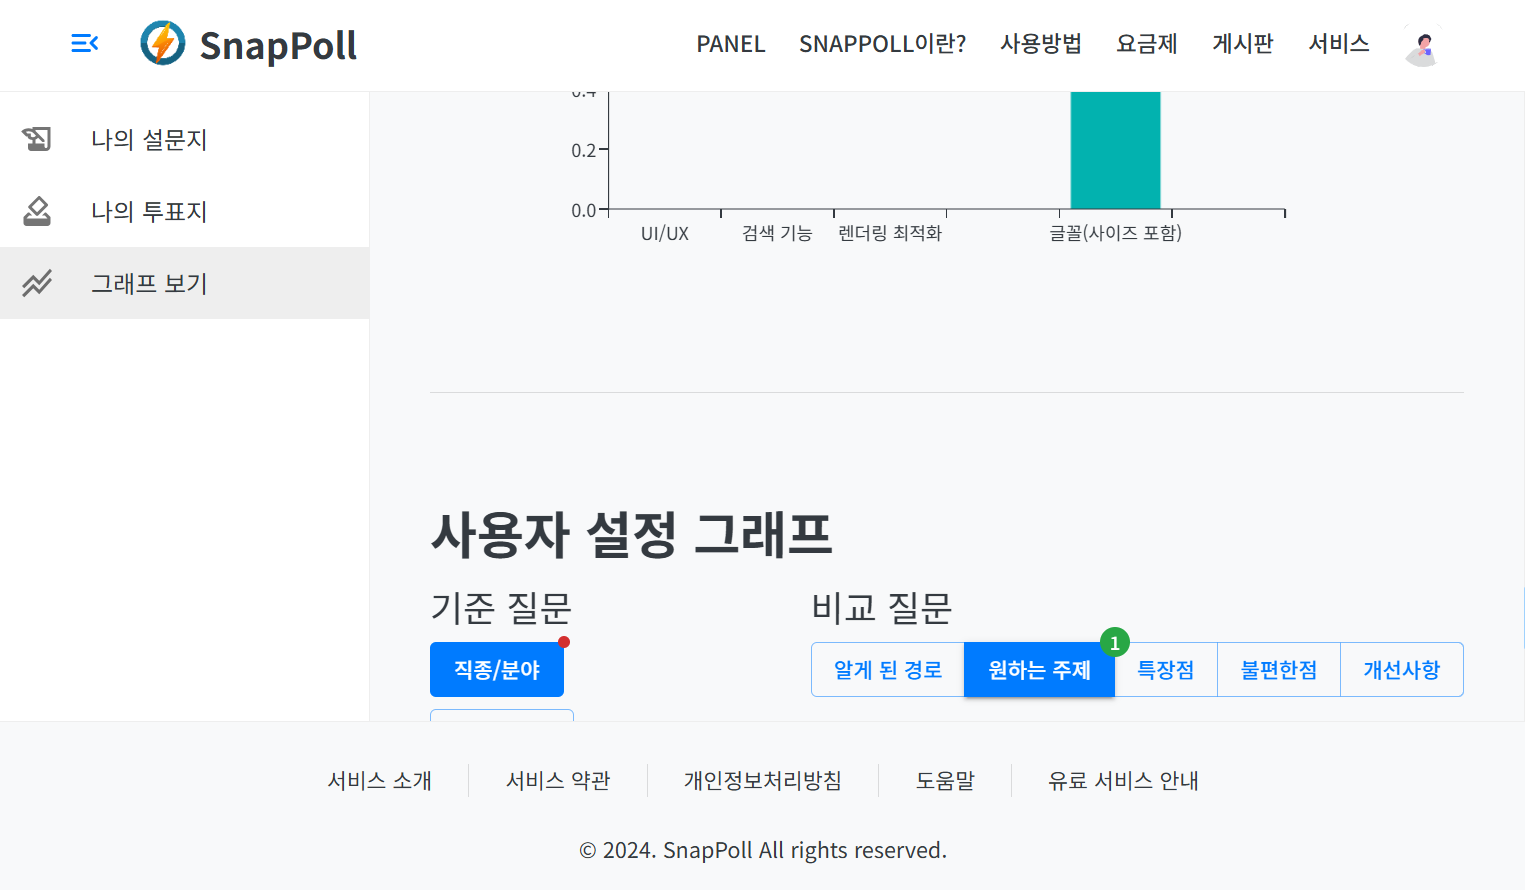 SnapPoll
PANEL SNAPPOLL이란? 사용방법 요금제 게시판 서비스
나의 설문지
나의 투표지
그래프 보기
0.4
0.2
0.0
UI/UX 검색 기능 렌더링 최적화 글꼴(사이즈 포함)
사용자 설정 그래프
기준 질문
직종/분야
비교 질문
1
알게 된 경로 원하는 주제 특장점 불편한점 개선사항
서비스 소개 서비스 약관 개인정보처리방침 도움말 유료 서비스 안내
© 2024. SnapPoll All rights reserved.